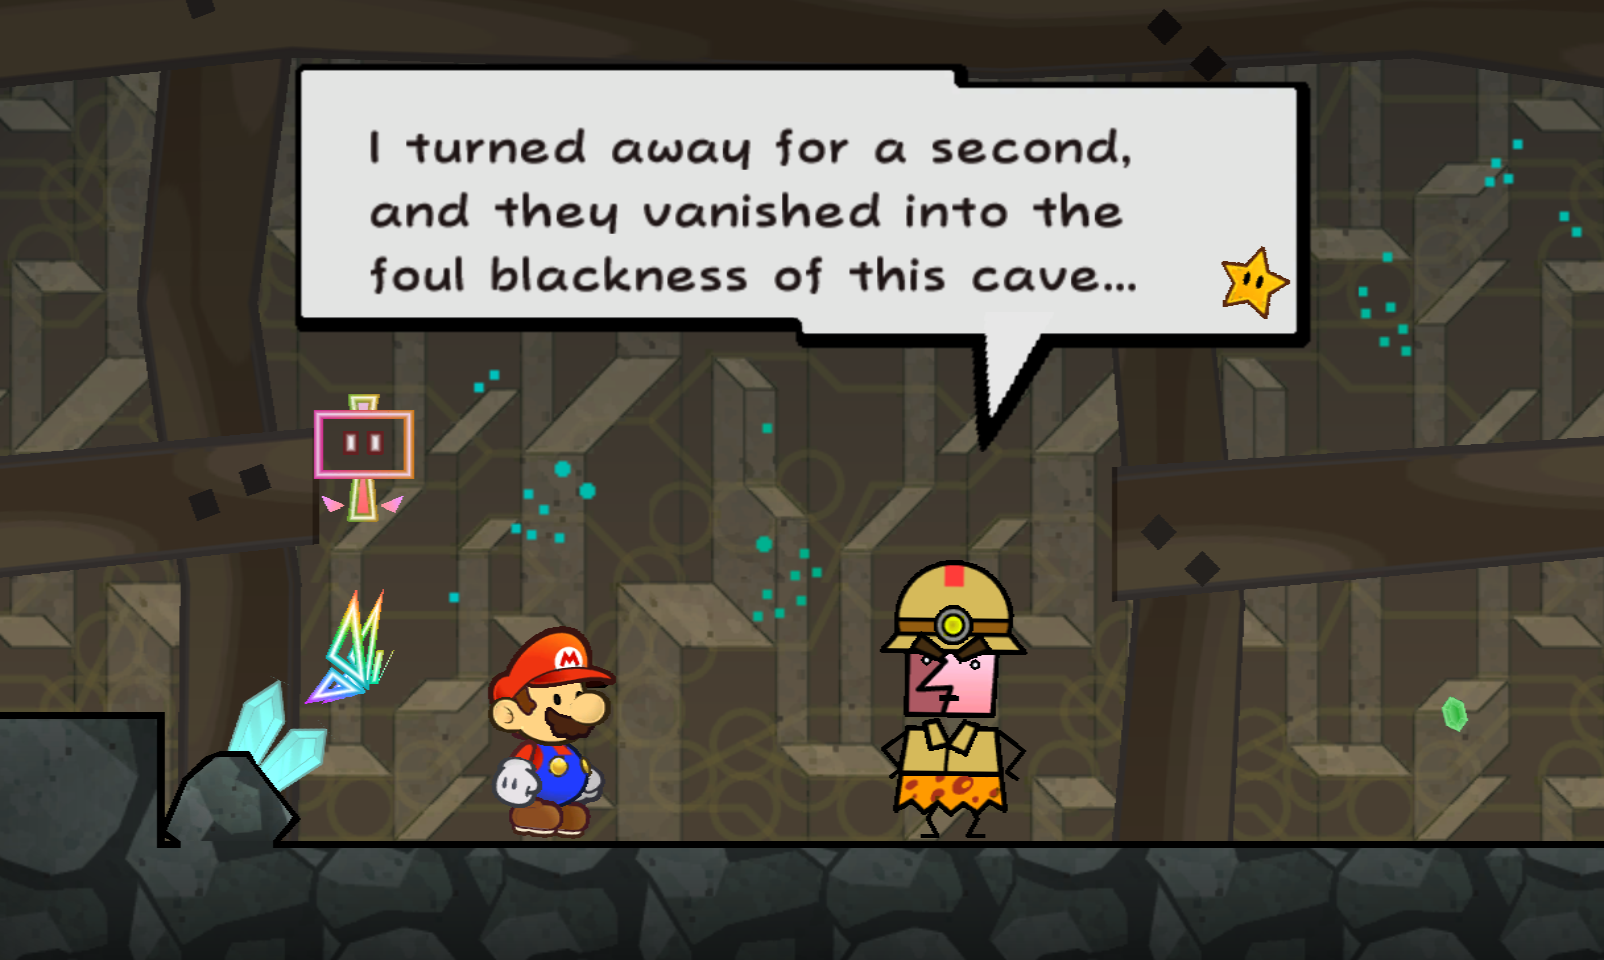 I turned away for a second,
and they vanished into the
foul blackness of this cave...
M